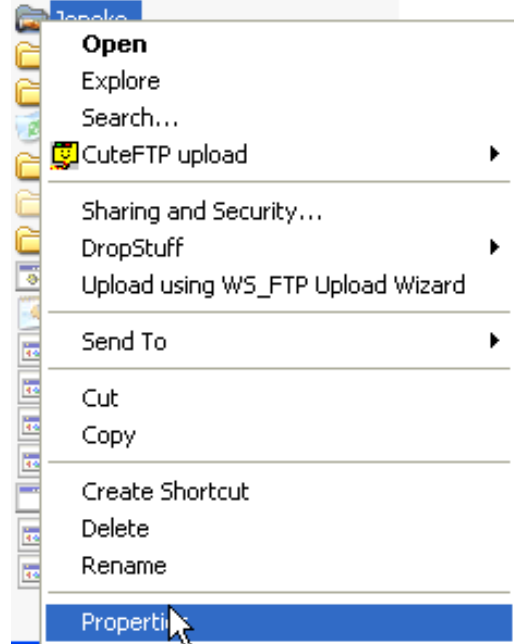 Open
Explore
Search...
CuteFTP upload
Sharing and Security...
DropStuff
Upload using WS_FTP Upload Wizard
Send To
Cut
Copy
Create Shortcut
Delete
Rename